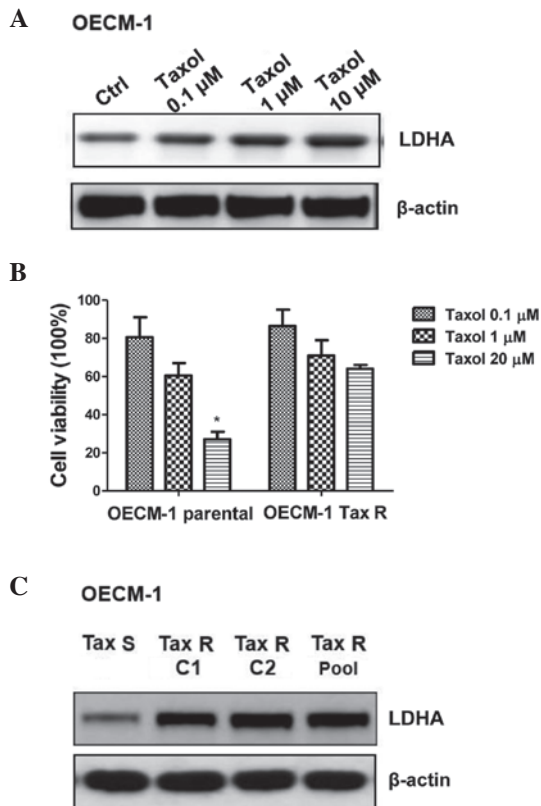 A
OECM-1
Ctrl
Taxol 0.1 μM
Taxol 1 μM
Taxol 10 μM
LDHA
β-actin
B
Cell viability (100%)
100
80
60
40
20
0
*
OECM-1 parental
OECM-1 Tax R
Taxol 0.1 μM
Taxol 1 μM
Taxol 20 μM
C
OECM-1
Tax S Tax R Tax R Tax R
C1 C2 Pool
LDHA
β-actin